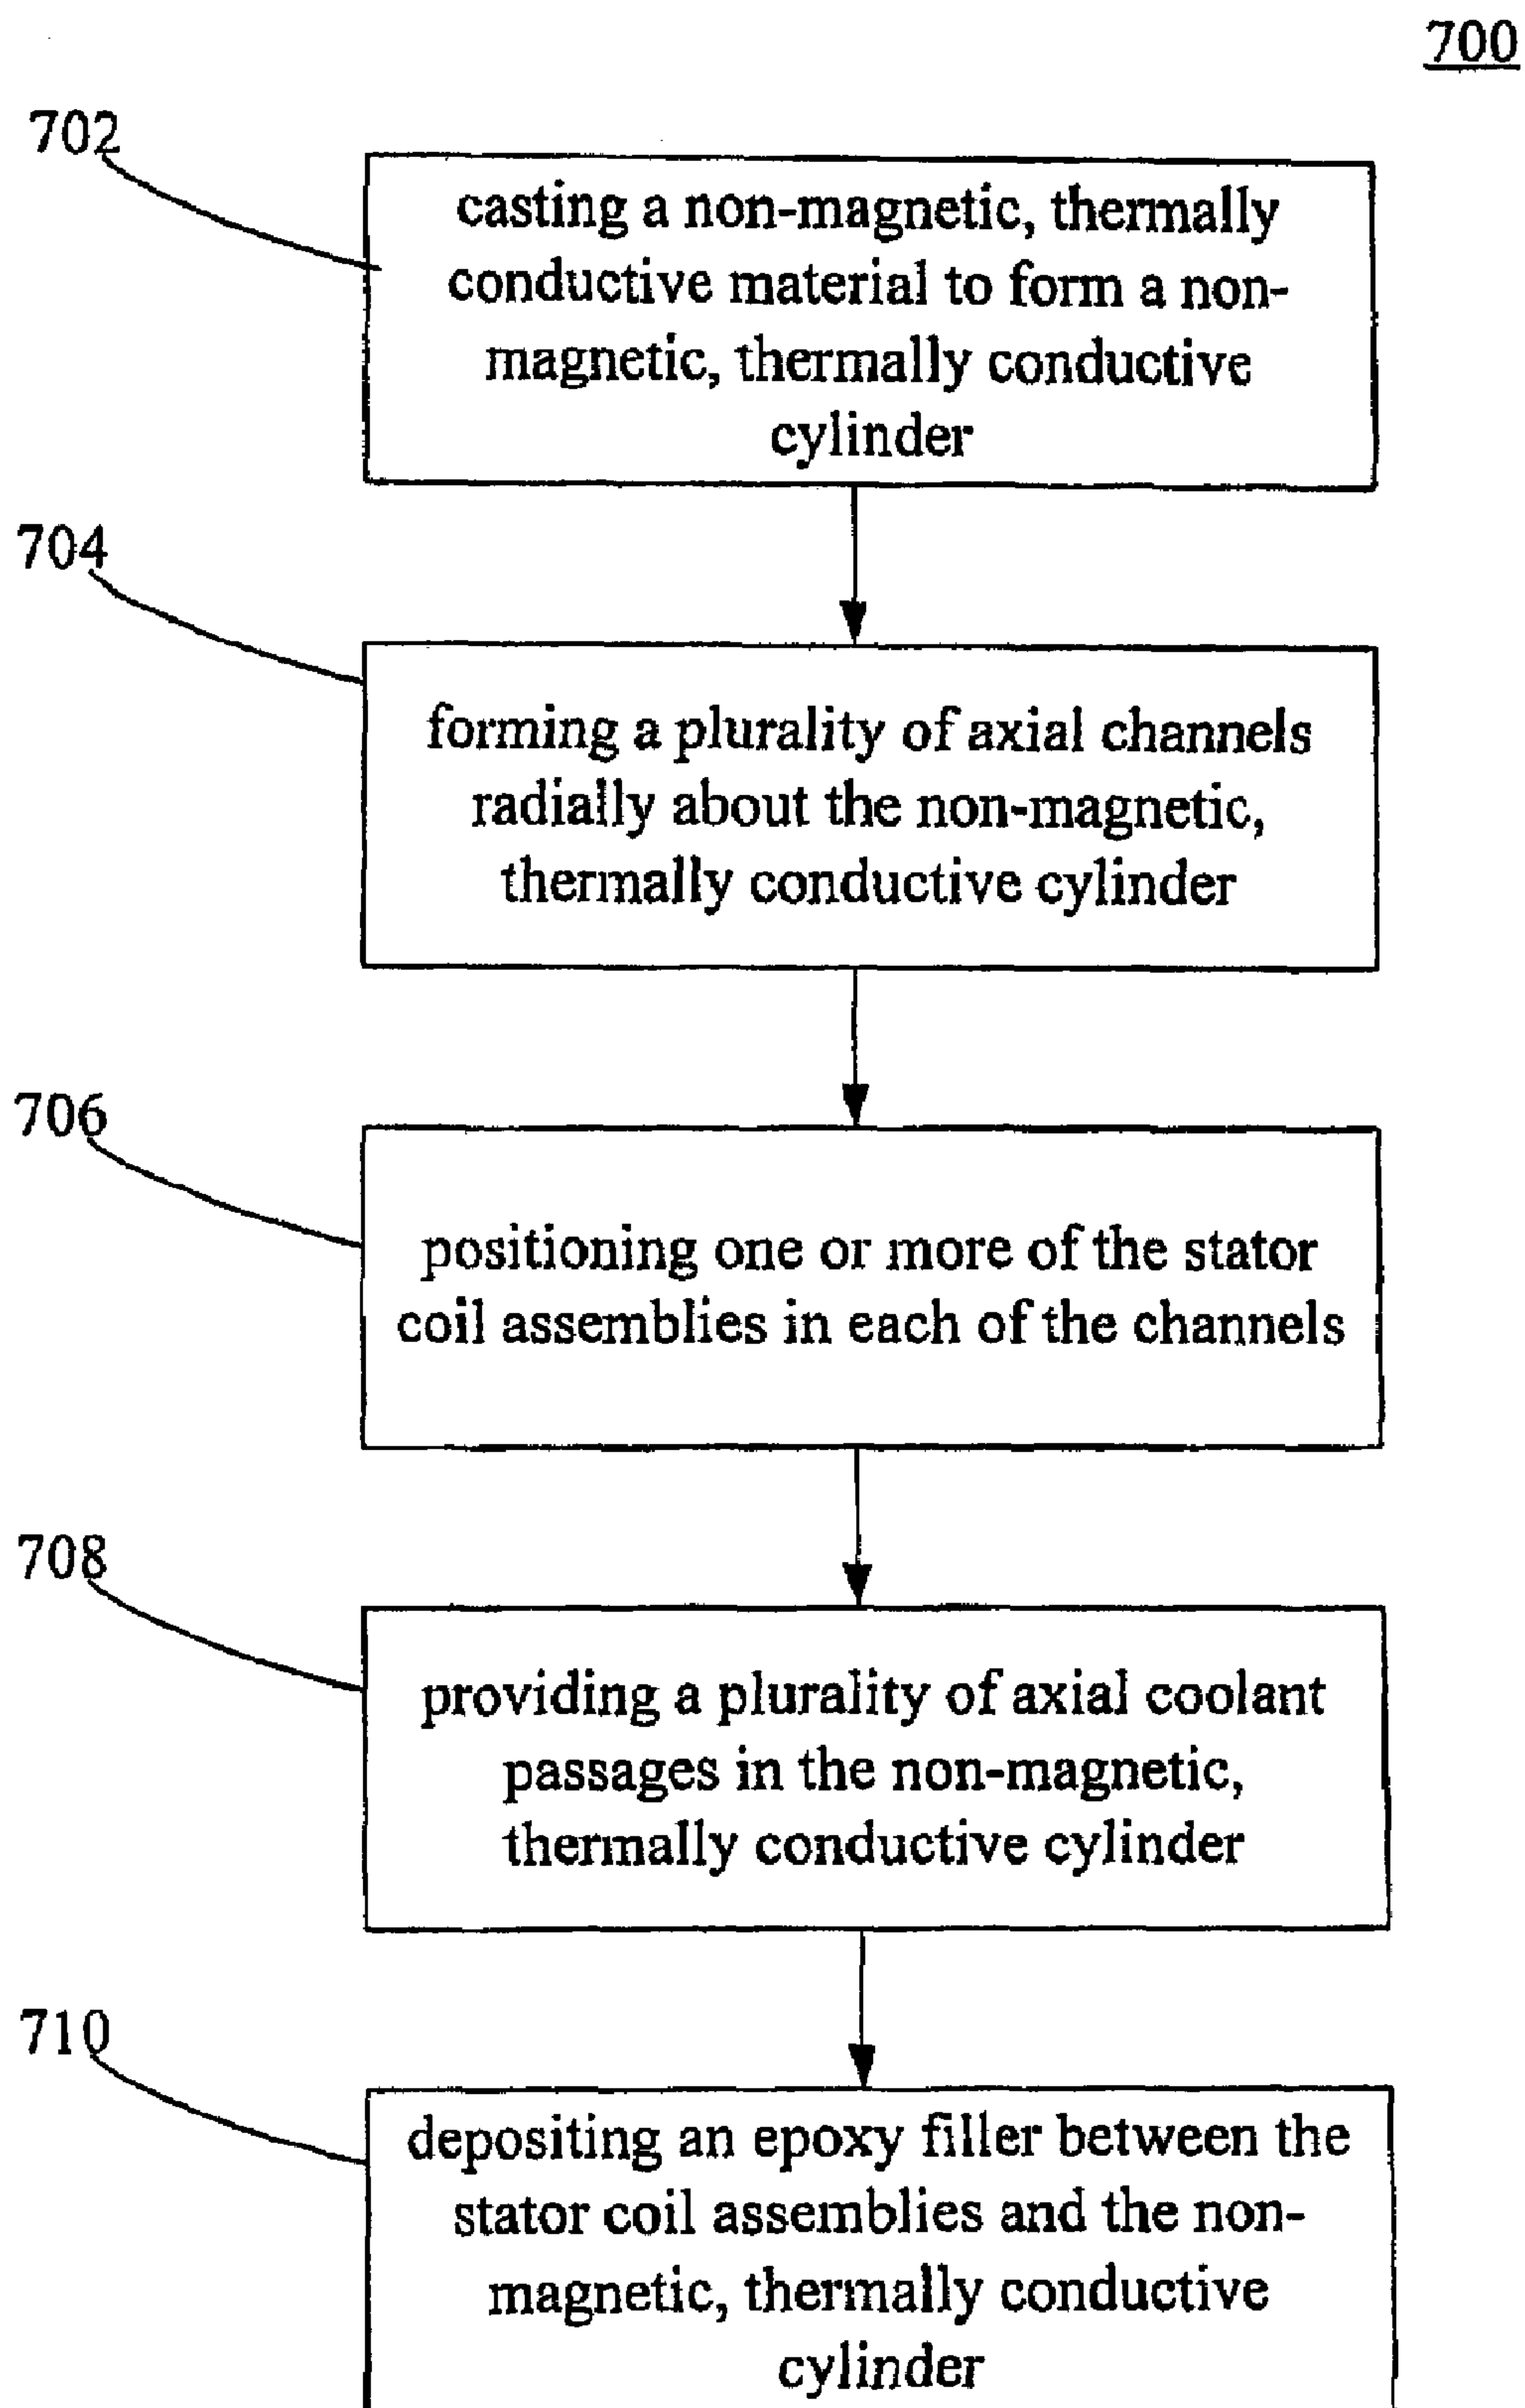 700
702
casting a non-magnetic, thermally
conductive material to form a non-
magnetic, thermally conductive
cylinder
704
forming a plurality of axial channels
radially about the non-magnetic,
thermally conductive cylinder
706
positioning one or more of the stator
coil assemblies in each of the channels
708
providing a plurality of axial coolant
passages in the non-magnetic,
thermally conductive cylinder
710
depositing an epoxy filler between the
stator coil assemblies and the non-
magnetic, thermally conductive
cylinder